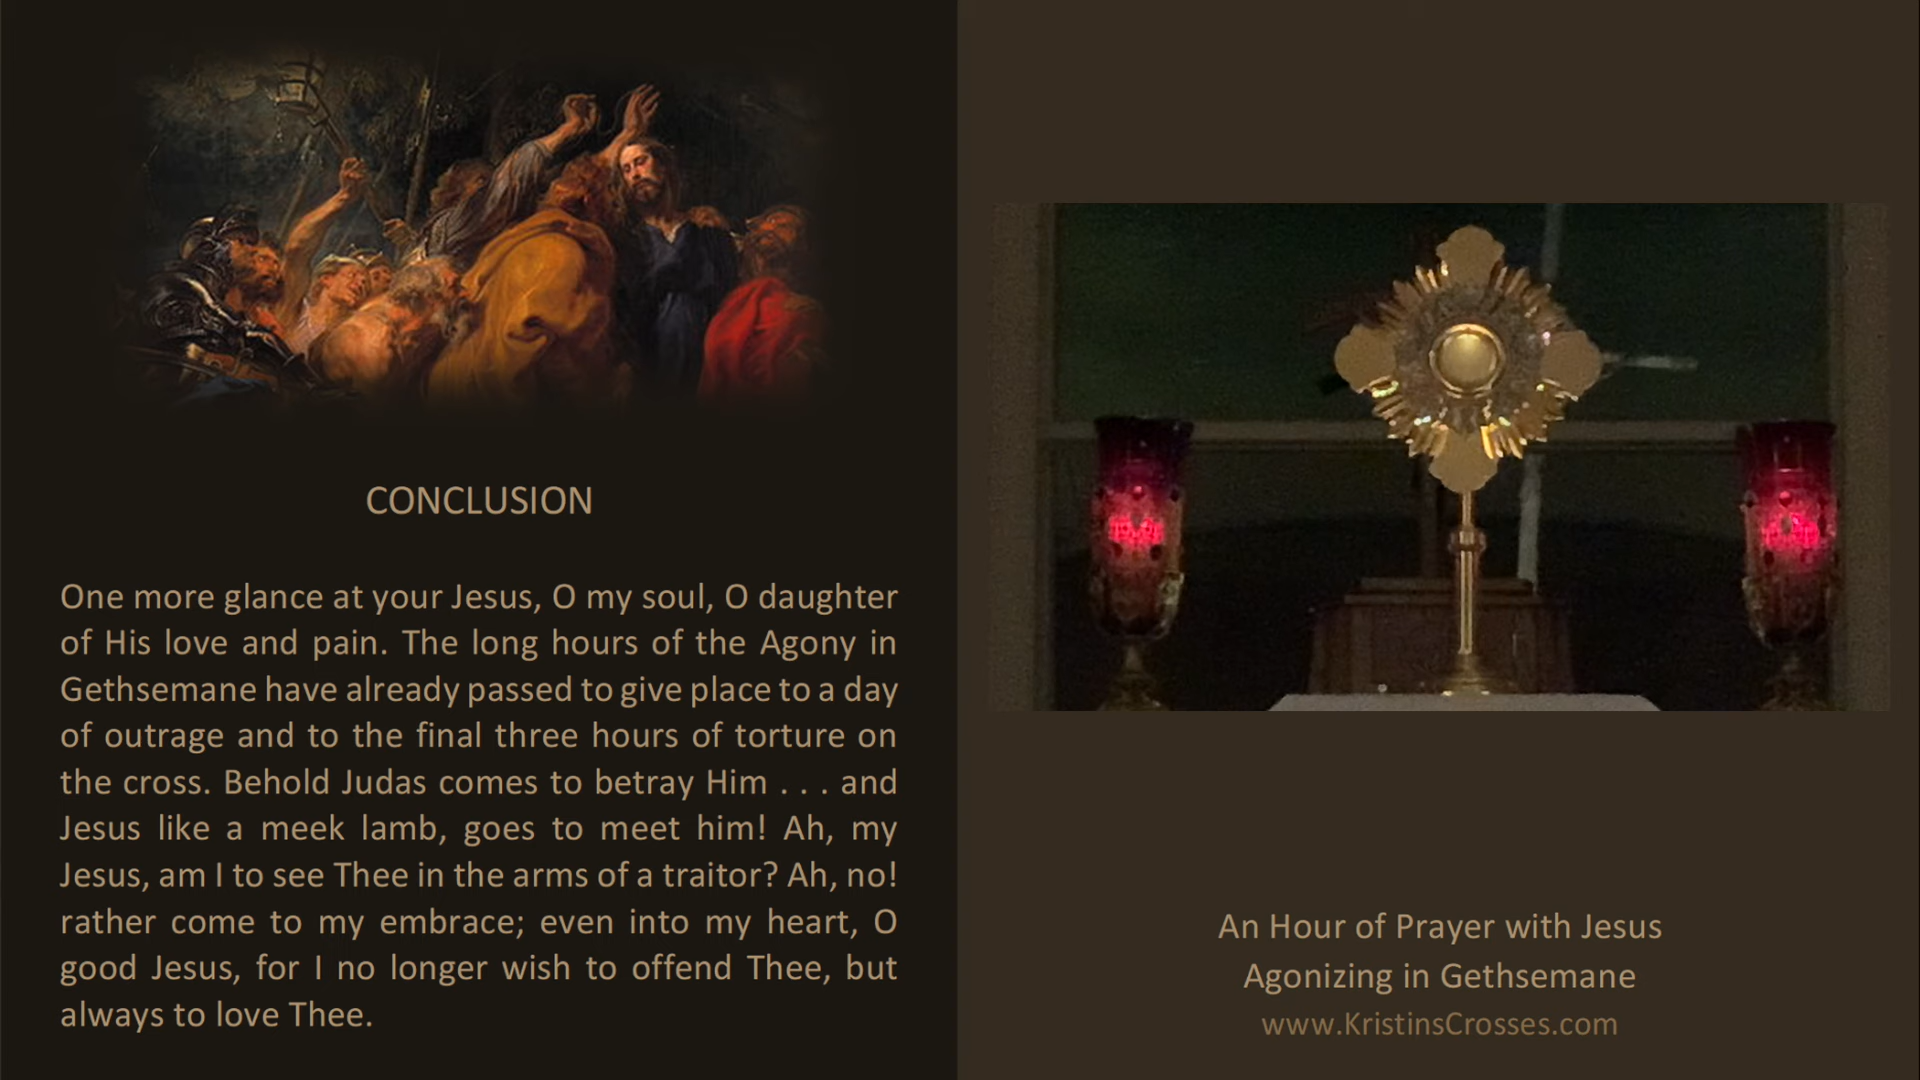 CONCLUSION
One more glance at your Jesus, O my soul, O daughter
of His love and pain. The long hours of the Agony in
Gethsemane have already passed to give place to a day
of outrage and to the final three hours of torture on
the cross. Behold Judas comes to betray Him . . . and
Jesus like a meek lamb, goes to meet him! Ah, my
Jesus, am I to see Thee in the arms of a traitor? Ah, no!
rather come to my embrace; even into my heart, O
good Jesus, for I no longer wish to offend Thee, but
always to love Thee.
An Hour of Prayer with Jesus
Agonizing in Gethsemane
www.KristinsCrosses.com